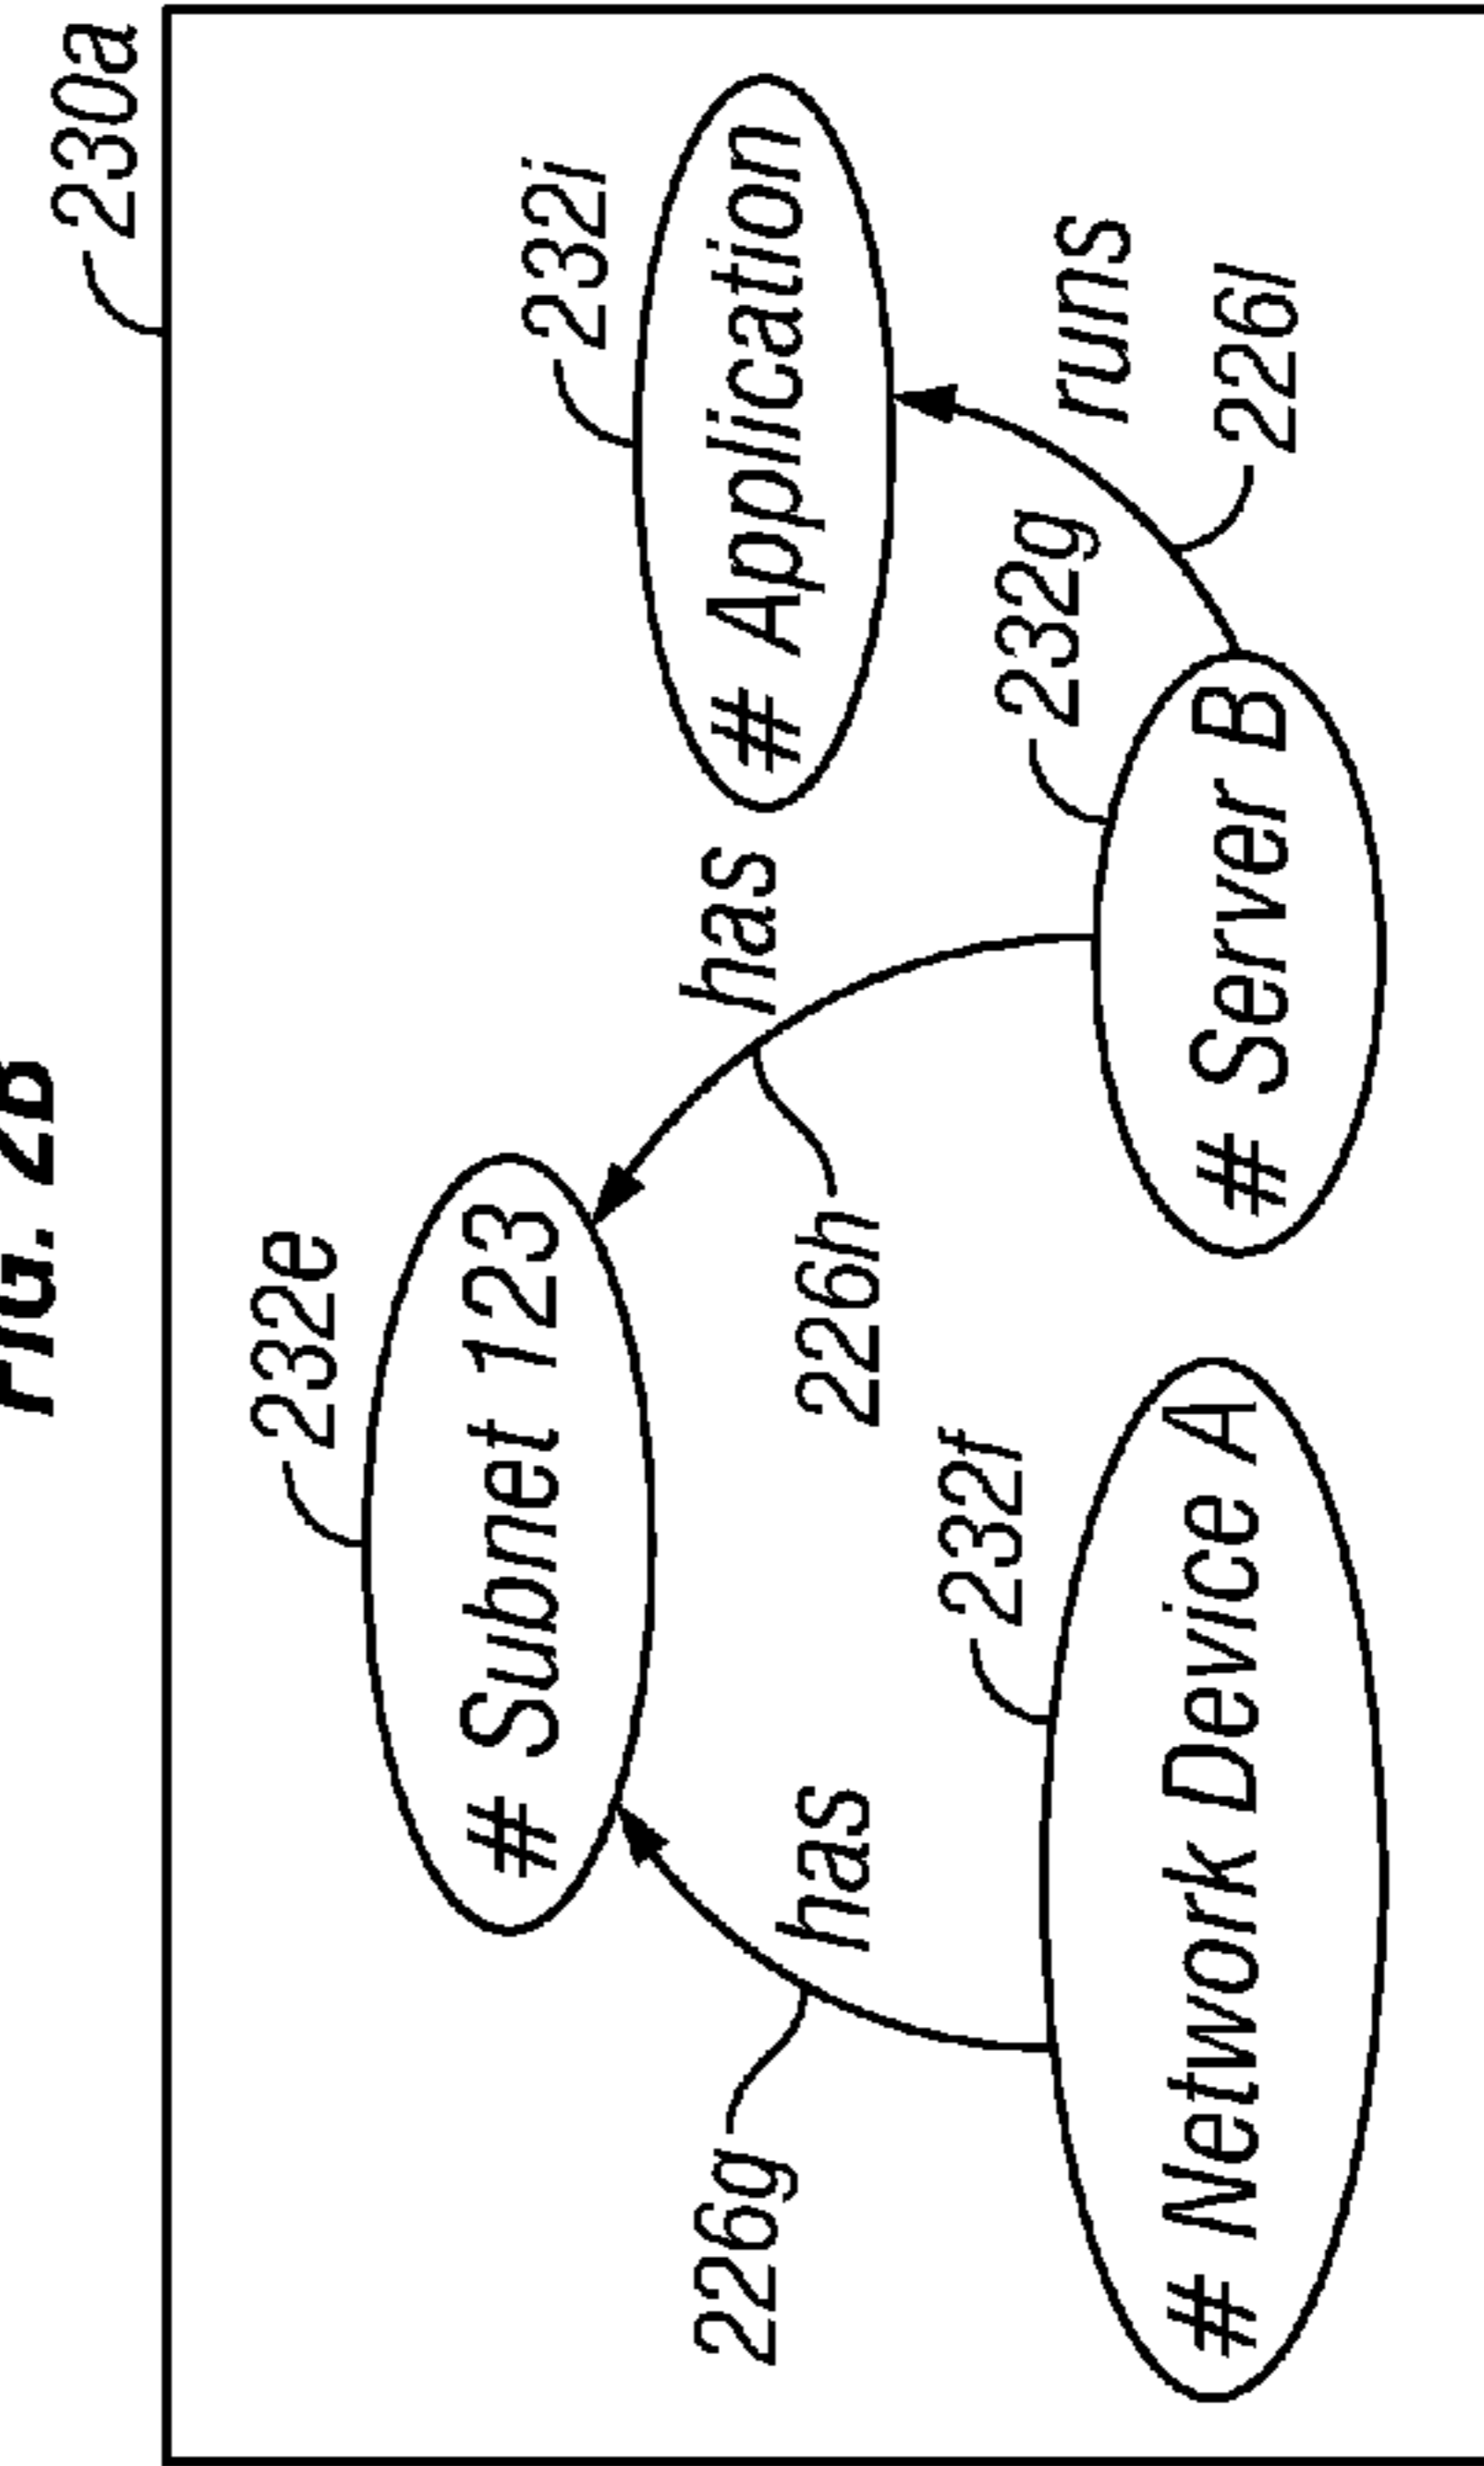 FIG. 2B
230a
232e
# Subnet 123
232i
has
# Application
226g
has
226h
232f
232g
runs
# Network Device A
# Server B
226l